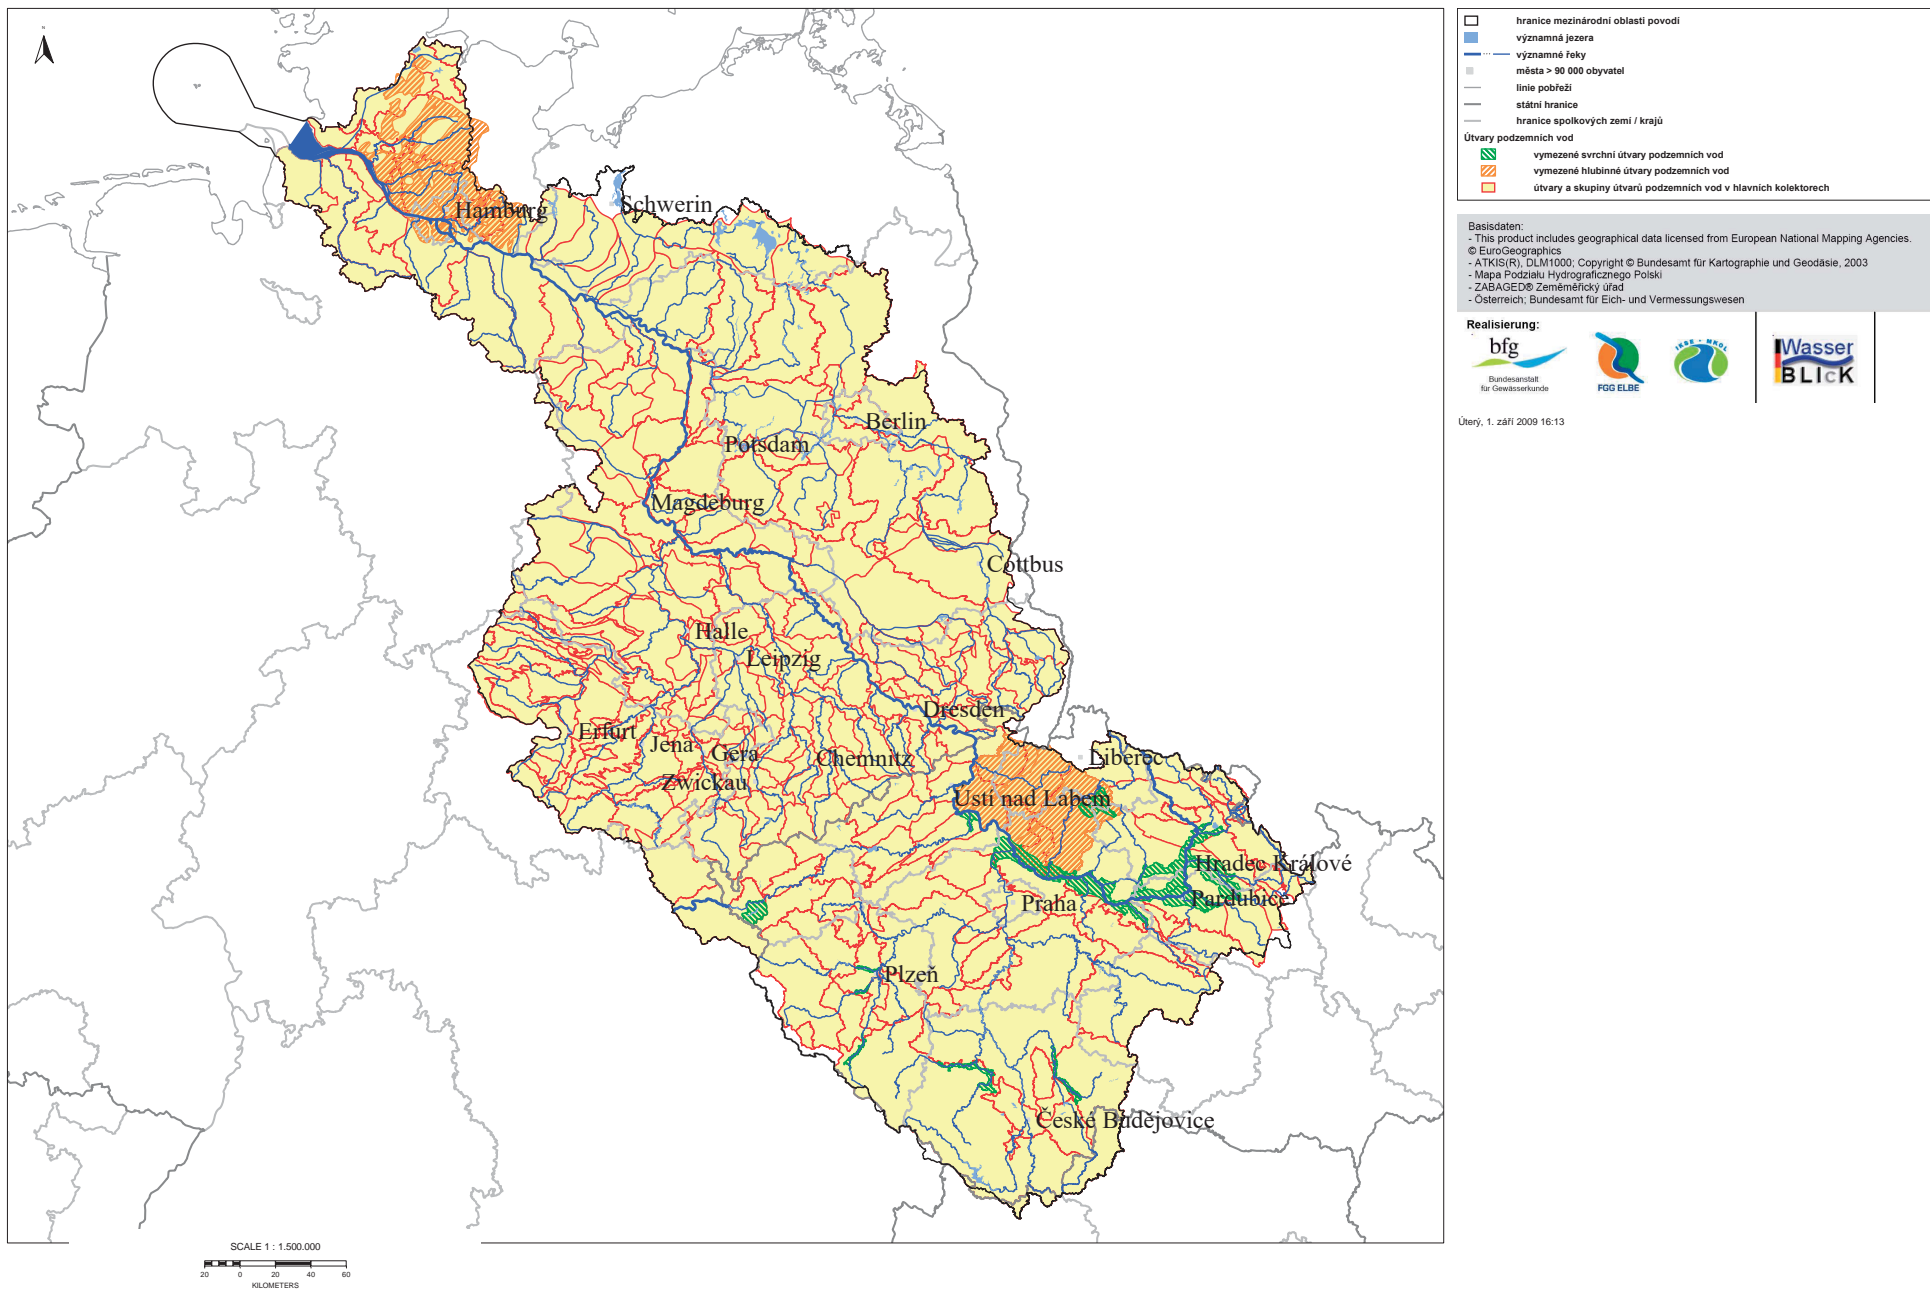 hranice mezinárodní oblasti povodí
významná jezera
významné řeky
města > 90 000 obyvatel
linie pobřeží
státní hranice
hranice spolkových zemí / krajů
Útvary podzemních vod
vymezené svrchní útvary podzemních vod
vymezené hlubinné útvary podzemních vod
útvary a skupiny útvarů podzemních vod v hlavních kolektorech
Basisdaten:
- This product includes geographical data licensed from European National Mapping Agencies.
© EuroGeographics
- ATKIS(R), DLM1000; Copyright © Bundesamt für Kartographie und Geodäsie, 2003
- Mapa Podziału Hydrograficznego Polski
- ZABAGED® Zeměměřický úřad
- Österreich; Bundesamt für Eich- und Vermessungswesen
Realisierung:
bfg
Bundesanstalt
für Gewässerkunde
FGG ELBE
IKSE - MKOL
Wasser
BLIcK
Úterý, 1. září 2009 16:13
Hamburg
Schwerin
Berlin
Potsdam
Magdeburg
Cottbus
Halle
Leipzig
Dresden
Erfurt
Jena
Gera
Chemnitz
Zwickau
Liberec
Ústí nad Labem
Hradec Králové
Pardubice
Praha
Plzeň
České Budějovice
SCALE 1 : 1.500.000
20 0 20 40 60
KILOMETERS